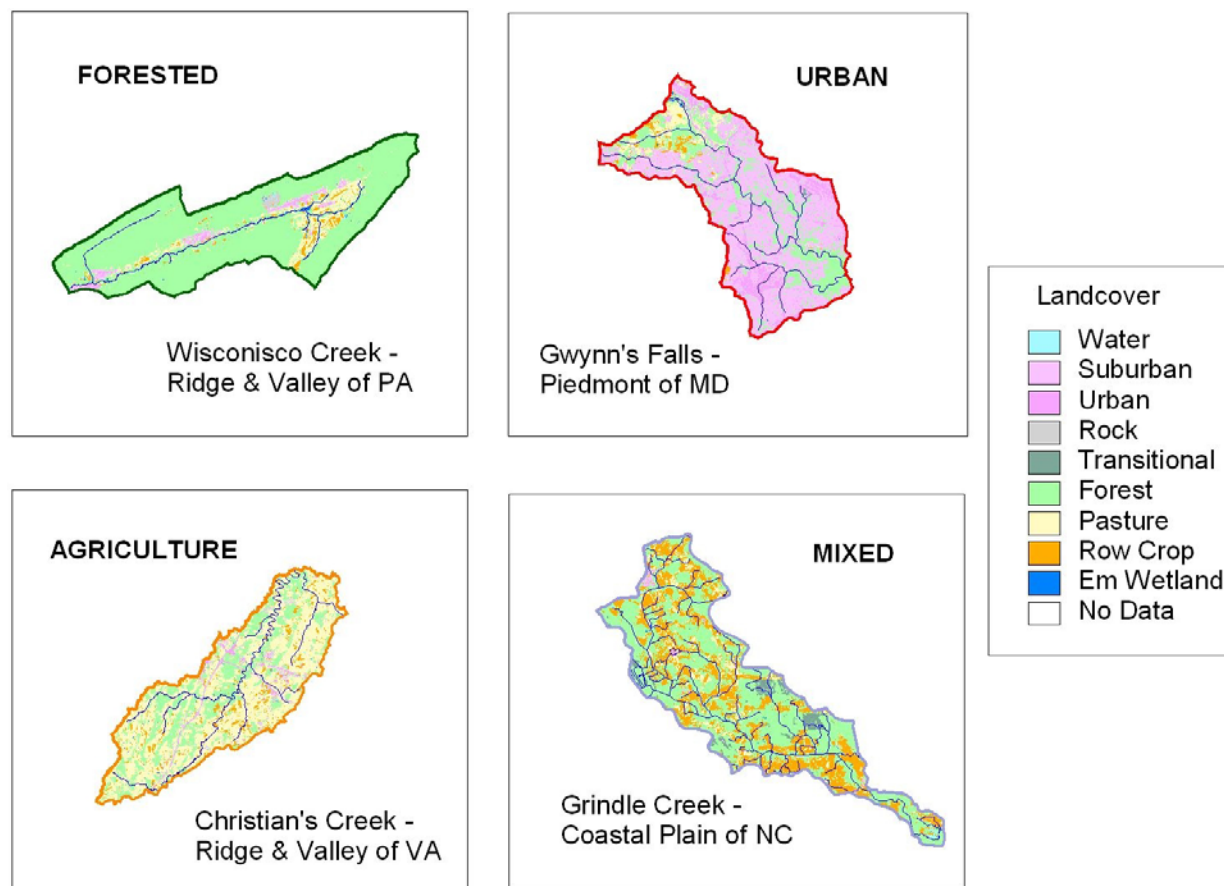 FORESTED
Wisconisco Creek -
Ridge & Valley of PA
URBAN
Gwynn's Falls -
Piedmont of MD
AGRICULTURE
Christian's Creek -
Ridge & Valley of VA
MIXED
Grindle Creek -
Coastal Plain of NC
Landcover
Water
Suburban
Urban
Rock
Transitional
Forest
Pasture
Row Crop
Em Wetland
No Data